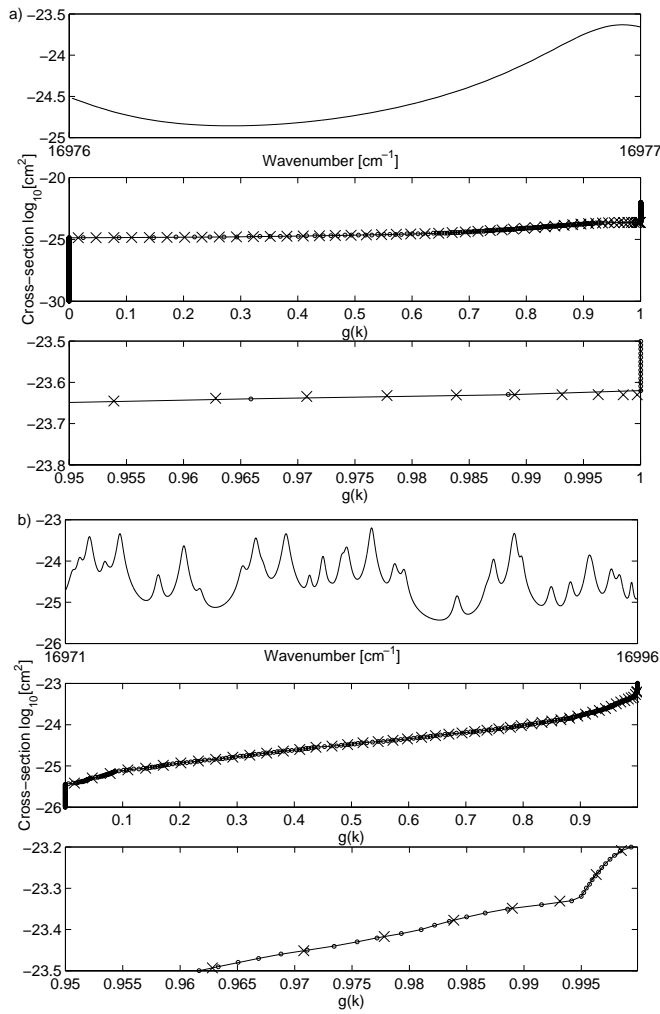 a)
−23.5
−24
−24.5
−25
16976
16977
Wavenumber [cm⁻¹]
Cross−section log₁₀[cm²]
−20
−25
−30
0 0.1 0.2 0.3 0.4 0.5 0.6 0.7 0.8 0.9 1
g(k)
−23.5
−23.6
−23.7
−23.8
0.95 0.955 0.96 0.965 0.97 0.975 0.98 0.985 0.99 0.995 1
g(k)
b)
−23
−24
−25
−26
16971
16996
Wavenumber [cm⁻¹]
Cross−section log₁₀[cm²]
−23
−24
−25
−26
0.1 0.2 0.3 0.4 0.5 0.6 0.7 0.8 0.9
g(k)
−23.2
−23.3
−23.4
−23.5
0.95 0.955 0.96 0.965 0.97 0.975 0.98 0.985 0.99 0.995
g(k)